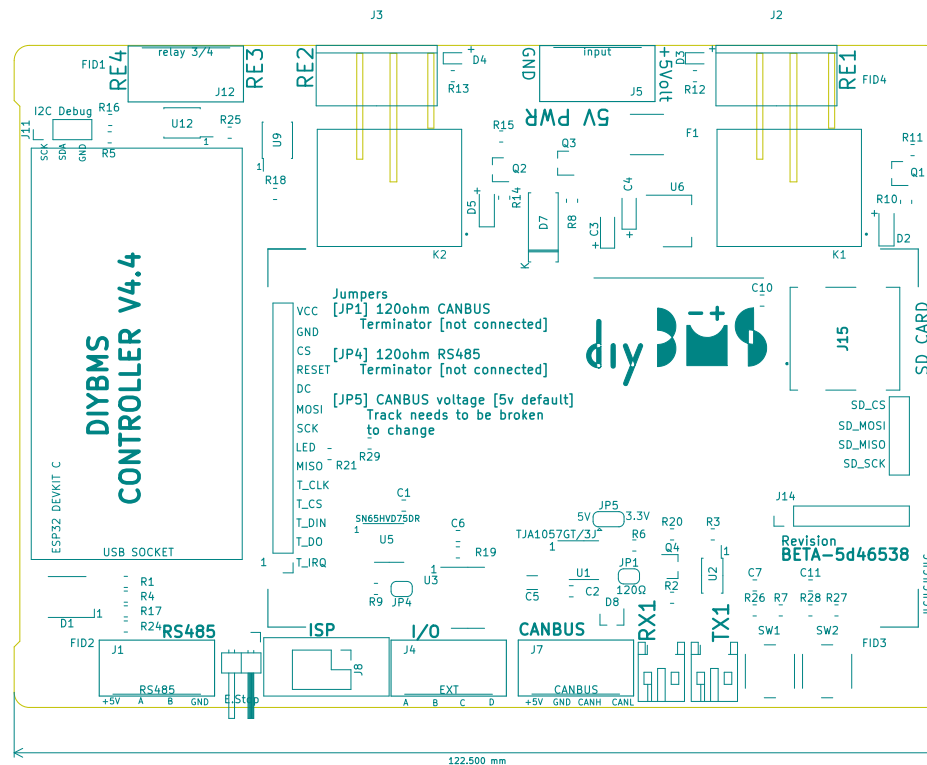 J3
J2
RE4
relay 3/4
RE3
RE2
D4
GND
input
+5Volt
D3
RE1
FID1
J12
R13
J5
R12
FID4
5V PWR
J11
I2C Debug
R16
U12
R25
U9
R15
Q3
F1
R11
SCK
SDA
GND
R5
1
1
R18
Q2
Q1
D5
R14
D7
R8
C4
C3
U6
R10
D2
K2
K
K1
DIYBMS
CONTROLLER V4.4
Jumpers
[JP1] 120ohm CANBUS
Terminator [not connected]
[JP4] 120ohm RS485
Terminator [not connected]
[JP5] CANBUS voltage [5v default]
Track needs to be broken
to change
VCC
GND
CS
RESET
DC
MOSI
SCK
LED
MISO
T_CLK
T_CS
T_DIN
T_DO
T_IRQ
1
R21
R29
diyBMS
C10
J15
SD CARD
SD_CS
SD_MOSI
SD_MISO
SD_SCK
J14
Revision
BETA-5d46538
ESP32 DEVKIT C
USB SOCKET
C1
SN65HVD75DR
1
U5
C6
R19
1
U3
R9
JP4
JP5
5V
3.3V
TJA1057GT/3J
1
R6
R20
R3
Q4
1
U2
U1
JP1
120Ω
C5
C2
R2
D8
C7
C11
R26
R7
R28
R27
SW1
SW2
FID3
D1
J1
R1
R4
R17
R24
FID2
RS485
ISP
I/O
CANBUS
RX1
TX1
J1
J8
J4
J7
RS485
E.Stop
EXT
CANBUS
+5V
A
B
GND
A
B
C
D
+5V
GND
CANH
CANL
122.500 mm